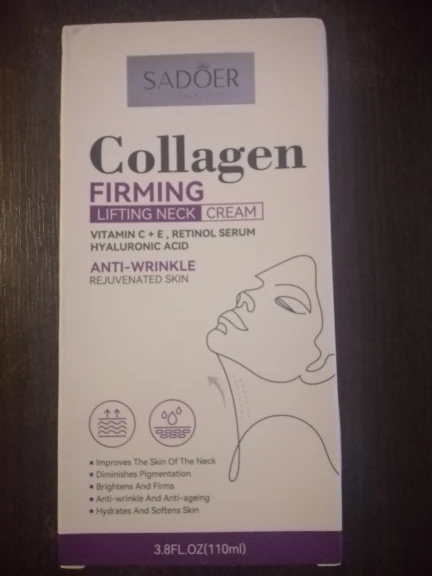 SADOER
Collagen
FIRMING
LIFTING NECK CREAM
VITAMIN C + E , RETINOL SERUM
HYALURONIC ACID
ANTI-WRINKLE
REJUVENATED SKIN
• Improves The Skin Of The Neck
• Diminishes Pigmentation
• Brightens And Firms
• Anti-wrinkle And Anti-ageing
• Hydrates And Softens Skin
3.8FL.OZ(110ml)